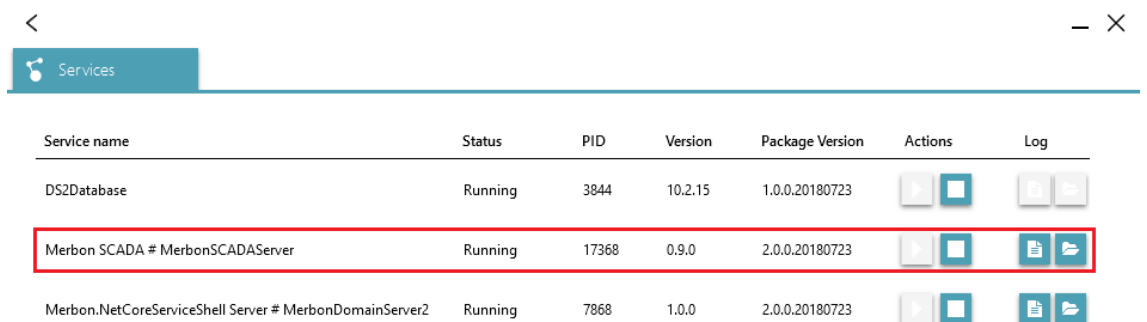 Services
Service name Status PID Version Package Version Actions Log
DS2Database Running 3844 10.2.15 1.0.0.20180723
Merbon SCADA # MerbonSCADAServer Running 17368 0.9.0 2.0.0.20180723
Merbon.NetCoreServiceShell Server # MerbonDomainServer2 Running 7868 1.0.0 2.0.0.20180723